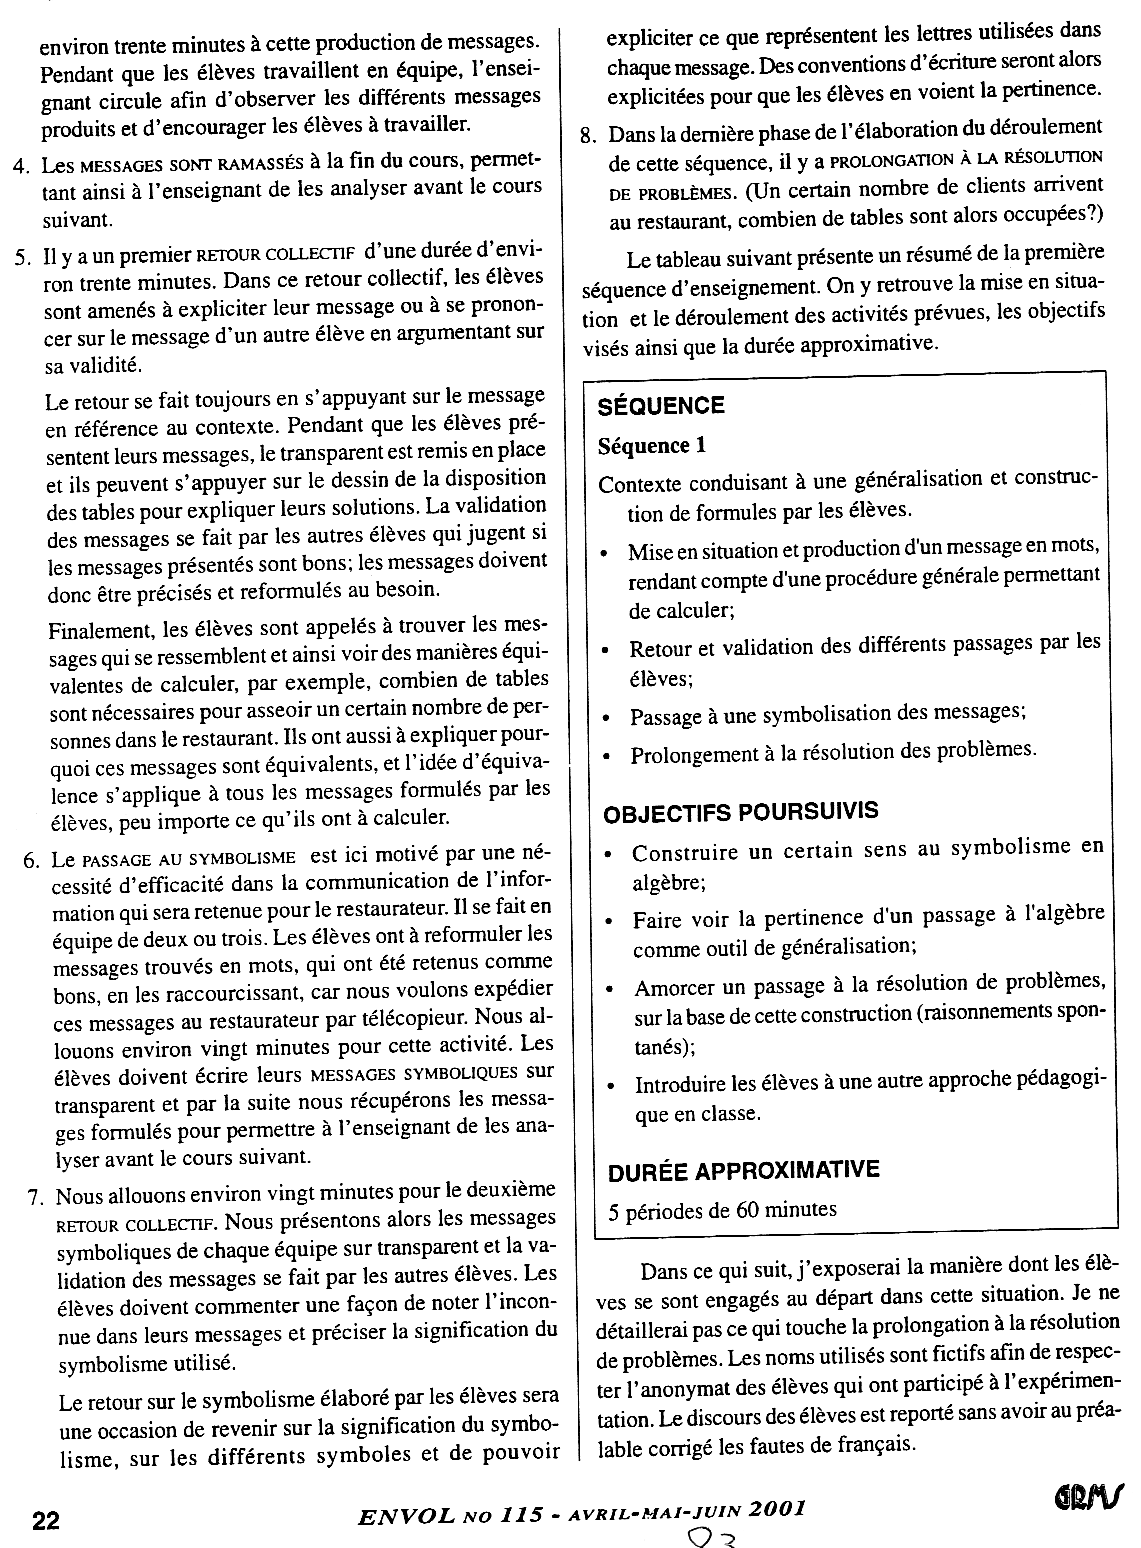 environ trente minutes à cette production de messages.
Pendant que les élèves travaillent en équipe, l'ensei-
gnant circule afin d'observer les différents messages
produits et d'encourager les élèves à travailler.
4. Les MESSAGES SONT RAMASSÉS à la fin du cours, permet-
tant ainsi à l'enseignant de les analyser avant le cours
suivant.
5. Il y a un premier RETOUR COLLECTIF d'une durée d'envi-
ron trente minutes. Dans ce retour collectif, les élèves
sont amenés à expliciter leur message ou à se pronon-
cer sur le message d'un autre élève en argumentant sur
sa validité.
Le retour se fait toujours en s'appuyant sur le message
en référence au contexte. Pendant que les élèves pré-
sentent leurs messages, le transparent est remis en place
et ils peuvent s'appuyer sur le dessin de la disposition
des tables pour expliquer leurs solutions. La validation
des messages se fait par les autres élèves qui jugent si
les messages présentés sont bons; les messages doivent
donc être précisés et reformulés au besoin.
Finalement, les élèves sont appelés à trouver les mes-
sages qui se ressemblent et ainsi voir des manières équi-
valentes de calculer, par exemple, combien de tables
sont nécessaires pour asseoir un certain nombre de per-
sonnes dans le restaurant. Ils ont aussi à expliquer pour-
quoi ces messages sont équivalents, et l'idée d'équiva-
lence s'applique à tous les messages formulés par les
élèves, peu importe ce qu'ils ont à calculer.
6. Le PASSAGE AU SYMBOLISME est ici motivé par une né-
cessité d'efficacité dans la communication de l'infor-
mation qui sera retenue pour le restaurateur. Il se fait en
équipe de deux ou trois. Les élèves ont à reformuler les
messages trouvés en mots, qui ont été retenus comme
bons, en les raccourcissant, car nous voulons expédier
ces messages au restaurateur par télécopieur. Nous al-
louons environ vingt minutes pour cette activité. Les
élèves doivent écrire leurs MESSAGES SYMBOLIQUES sur
transparent et par la suite nous récupérons les messa-
ges formulés pour permettre à l'enseignant de les ana-
lyser avant le cours suivant.
7. Nous allouons environ vingt minutes pour le deuxième
RETOUR COLLECTIF. Nous présentons alors les messages
symboliques de chaque équipe sur transparent et la va-
lidation des messages se fait par les autres élèves. Les
élèves doivent commenter une façon de noter l'incon-
nue dans leurs messages et préciser la signification du
symbolisme utilisé.
Le retour sur le symbolisme élaboré par les élèves sera
une occasion de revenir sur la signification du symbo-
lisme, sur les différents symboles et de pouvoir
expliciter ce que représentent les lettres utilisées dans
chaque message. Des conventions d'écriture seront alors
explicitées pour que les élèves en voient la pertinence.
8. Dans la dernière phase de l'élaboration du déroulement
de cette séquence, il y a PROLONGATION À LA RÉSOLUTION
DE PROBLÈMES. (Un certain nombre de clients arrivent
au restaurant, combien de tables sont alors occupées?)
Le tableau suivant présente un résumé de la première
séquence d'enseignement. On y retrouve la mise en situa-
tion et le déroulement des activités prévues, les objectifs
visés ainsi que la durée approximative.
SÉQUENCE
Séquence 1
Contexte conduisant à une généralisation et construc-
tion de formules par les élèves.
• Mise en situation et production d'un message en mots,
rendant compte d'une procédure générale permettant
de calculer;
• Retour et validation des différents passages par les
élèves;
• Passage à une symbolisation des messages;
• Prolongement à la résolution des problèmes.
OBJECTIFS POURSUIVIS
• Construire un certain sens au symbolisme en
algèbre;
• Faire voir la pertinence d'un passage à l'algèbre
comme outil de généralisation;
• Amorcer un passage à la résolution de problèmes,
sur la base de cette construction (raisonnements spon-
tanés);
• Introduire les élèves à une autre approche pédagogi-
que en classe.
DURÉE APPROXIMATIVE
5 périodes de 60 minutes
Dans ce qui suit, j'exposerai la manière dont les élè-
ves se sont engagés au départ dans cette situation. Je ne
détaillerai pas ce qui touche la prolongation à la résolution
de problèmes. Les noms utilisés sont fictifs afin de respec-
ter l'anonymat des élèves qui ont participé à l'expérimen-
tation. Le discours des élèves est reporté sans avoir au préa-
lable corrigé les fautes de français.
22
ENVOL NO 115 - AVRIL-MAI-JUIN 2001
GRMS